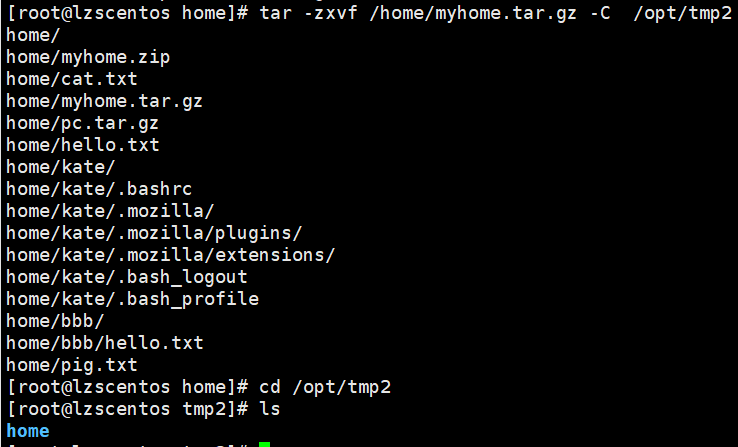 [root@lzscentos home]# tar -zxvf /home/myhome.tar.gz -C  /opt/tmp2
home/
home/myhome.zip
home/cat.txt
home/myhome.tar.gz
home/pc.tar.gz
home/hello.txt
home/kate/
home/kate/.bashrc
home/kate/.mozilla/
home/kate/.mozilla/plugins/
home/kate/.mozilla/extensions/
home/kate/.bash_logout
home/kate/.bash_profile
home/bbb/
home/bbb/hello.txt
home/pig.txt
[root@lzscentos home]# cd /opt/tmp2
[root@lzscentos tmp2]# ls
home